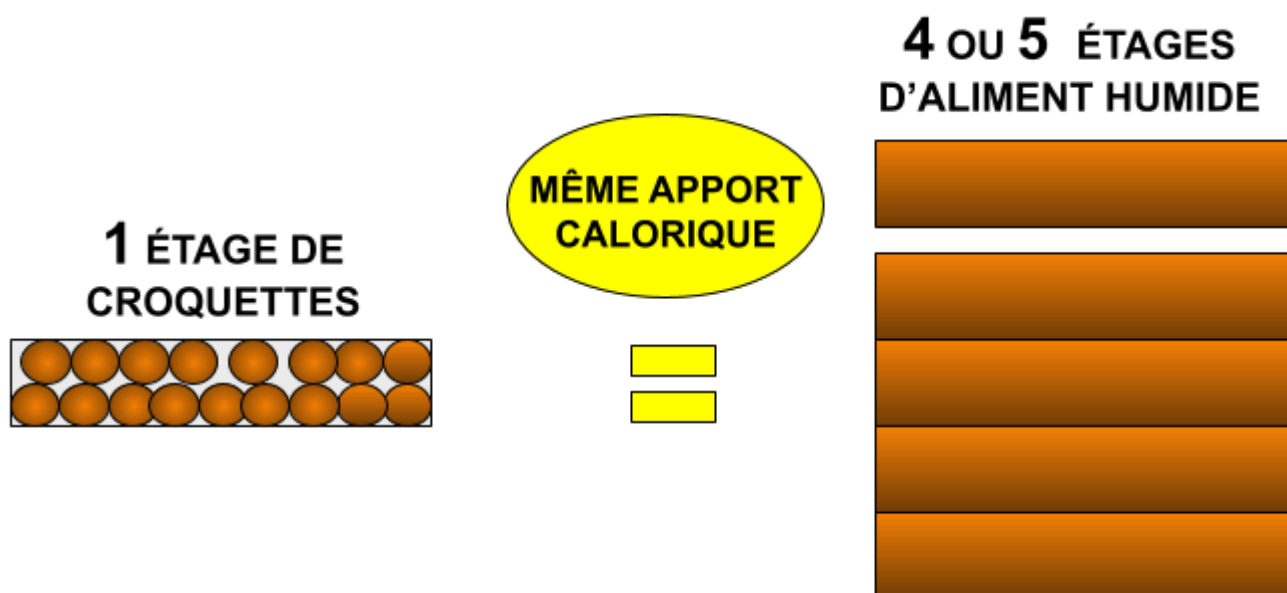 1 ÉTAGE DE
CROQUETTES
MÊME APPORT
CALORIQUE
4 OU 5 ÉTAGES
D'ALIMENT HUMIDE